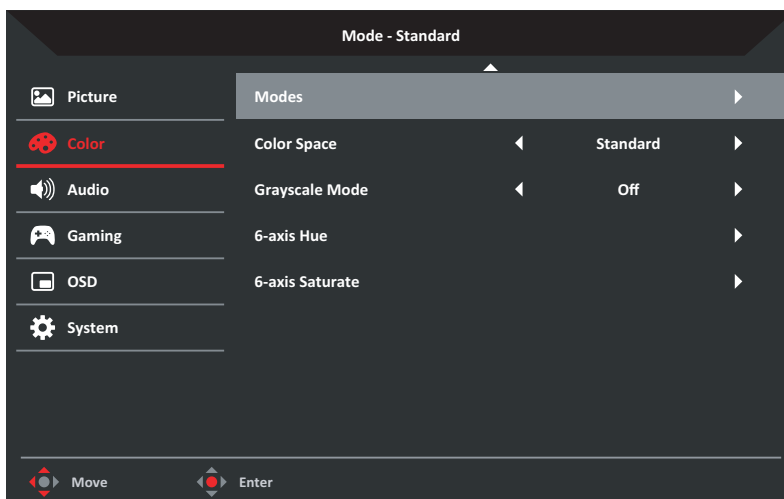 Mode - Standard
Picture
Modes
Color
Color Space Standard
Audio
Grayscale Mode Off
Gaming
6-axis Hue
OSD
6-axis Saturate
System
Move Enter